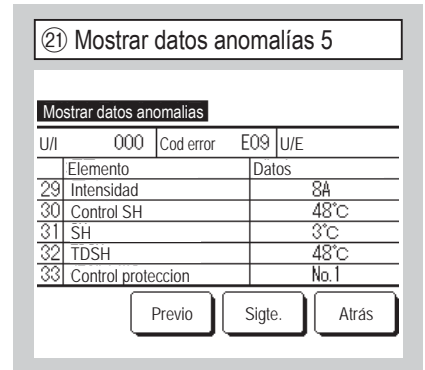 ㉑ Mostrar datos anomalías 5
Mostrar datos anomalias
U/I 000 Cod error E09 U/E
Elemento Datos
29 Intensidad 8A
30 Control SH 48°C
31 SH 3°C
32 TDSH 48°C
33 Control proteccion No.1
Previo Sigte. Atrás